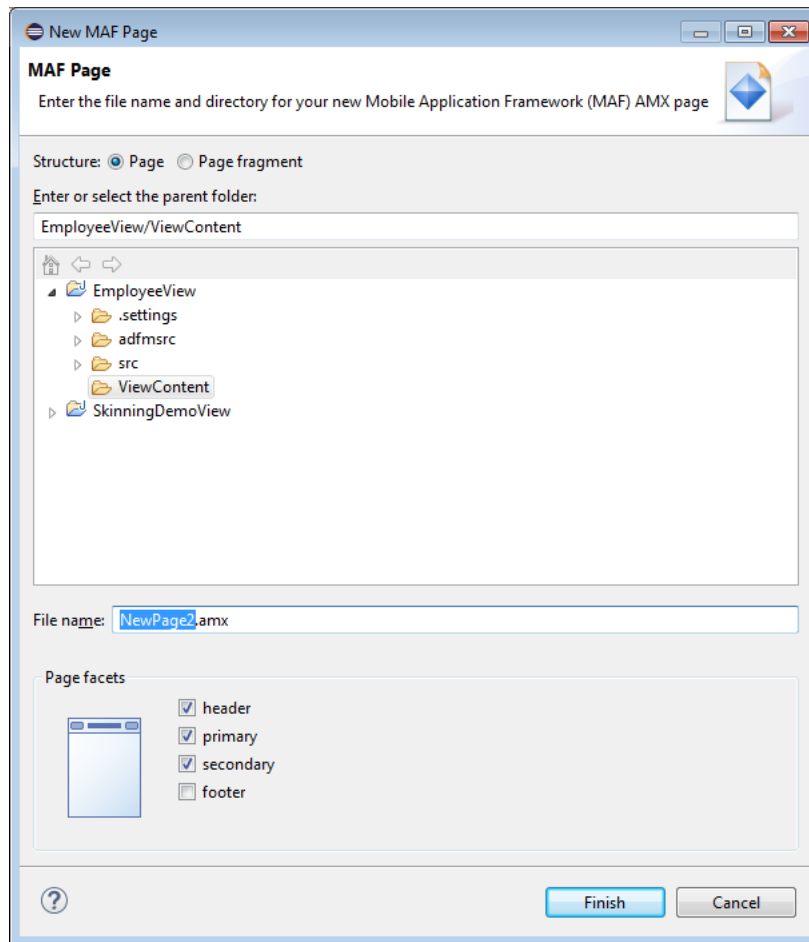 New MAF Page
MAF Page
Enter the file name and directory for your new Mobile Application Framework (MAF) AMX page
Structure: Page Page fragment
Enter or select the parent folder:
EmployeeView/ViewContent
EmployeeView
.settings
adfmsrc
src
ViewContent
SkinningDemoView
File name: NewPage2.amx
Page facets
header
primary
secondary
footer
? Finish Cancel